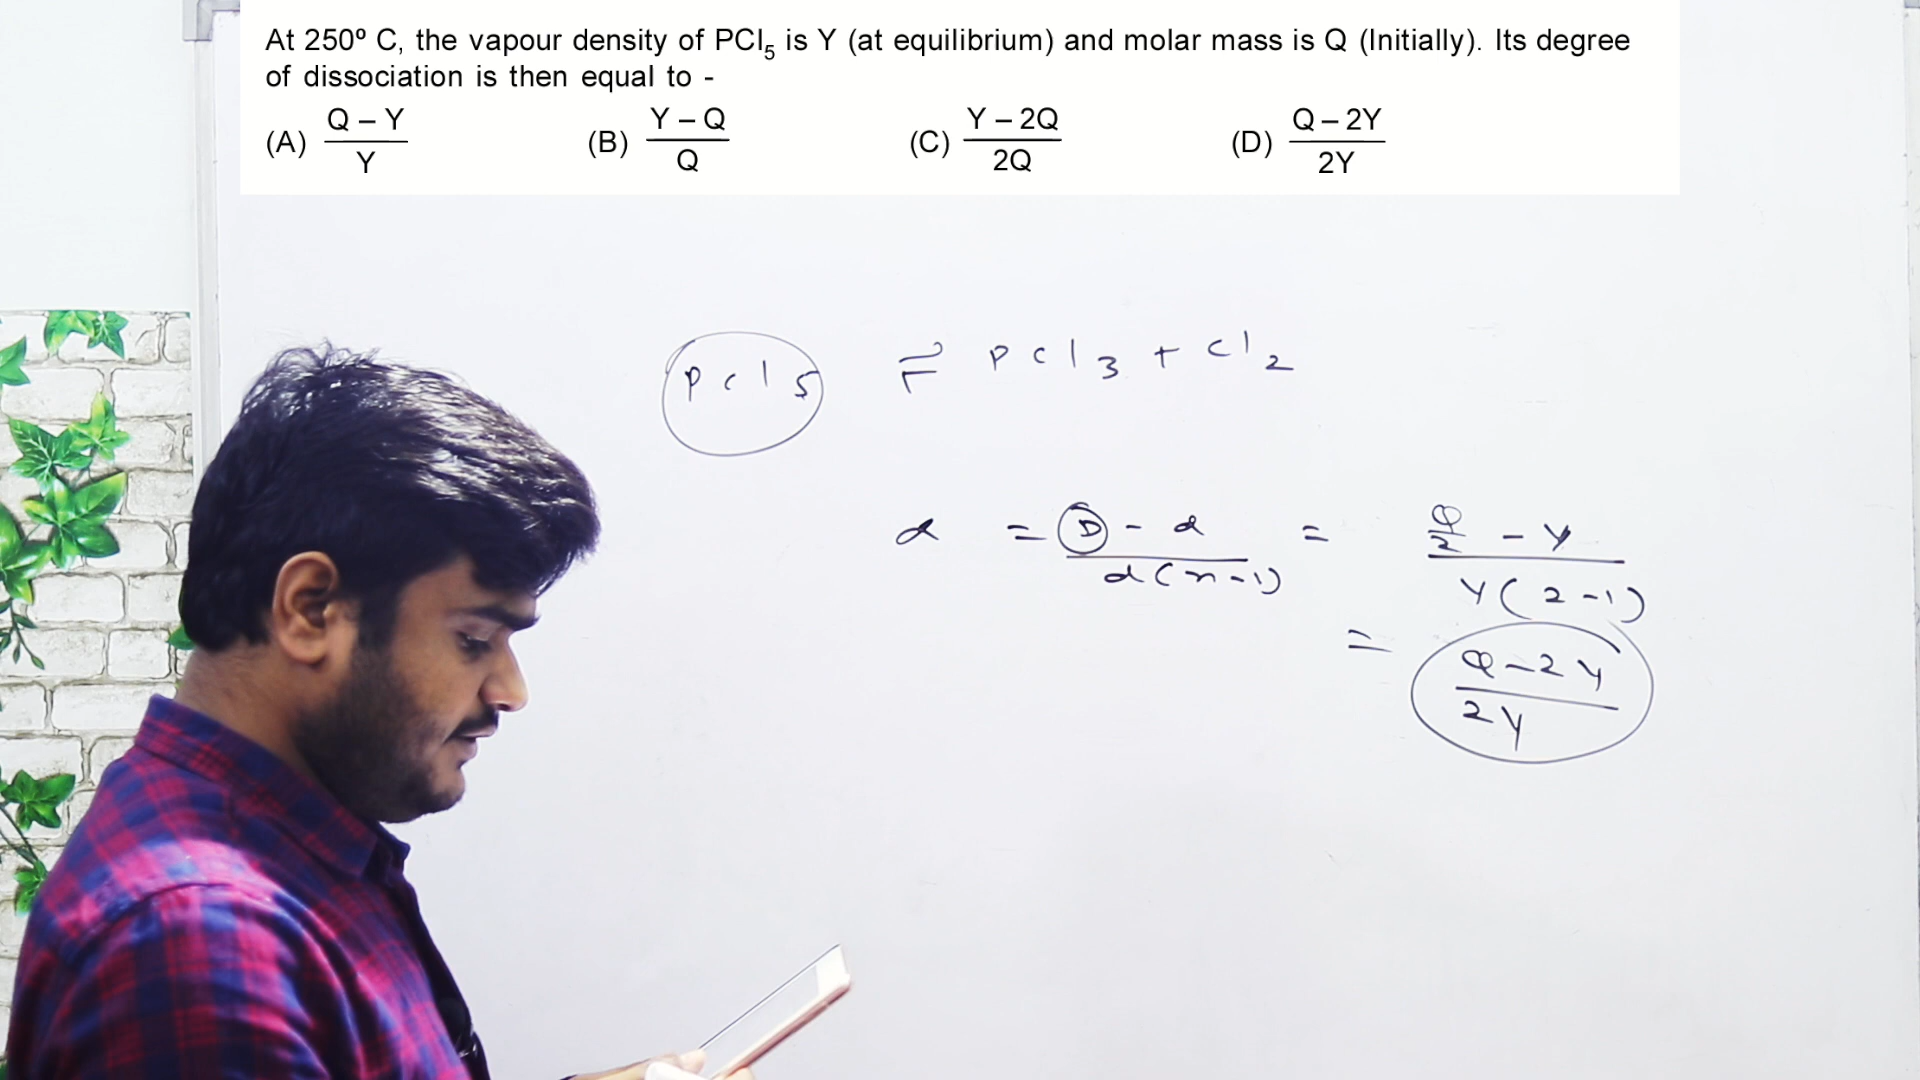 At 250º C, the vapour density of PCl5 is Y (at equilibrium) and molar mass is Q (Initially). Its degree
of dissociation is then equal to -
(A) Q – Y / Y (B) Y – Q / Q (C) Y – 2Q / 2Q (D) Q – 2Y / 2Y
pcl5 ⇌ pcl3 + cl2
α = D - d / d(n-1) = Q/2 - y / y(2-1)
= Q-2y / 2y